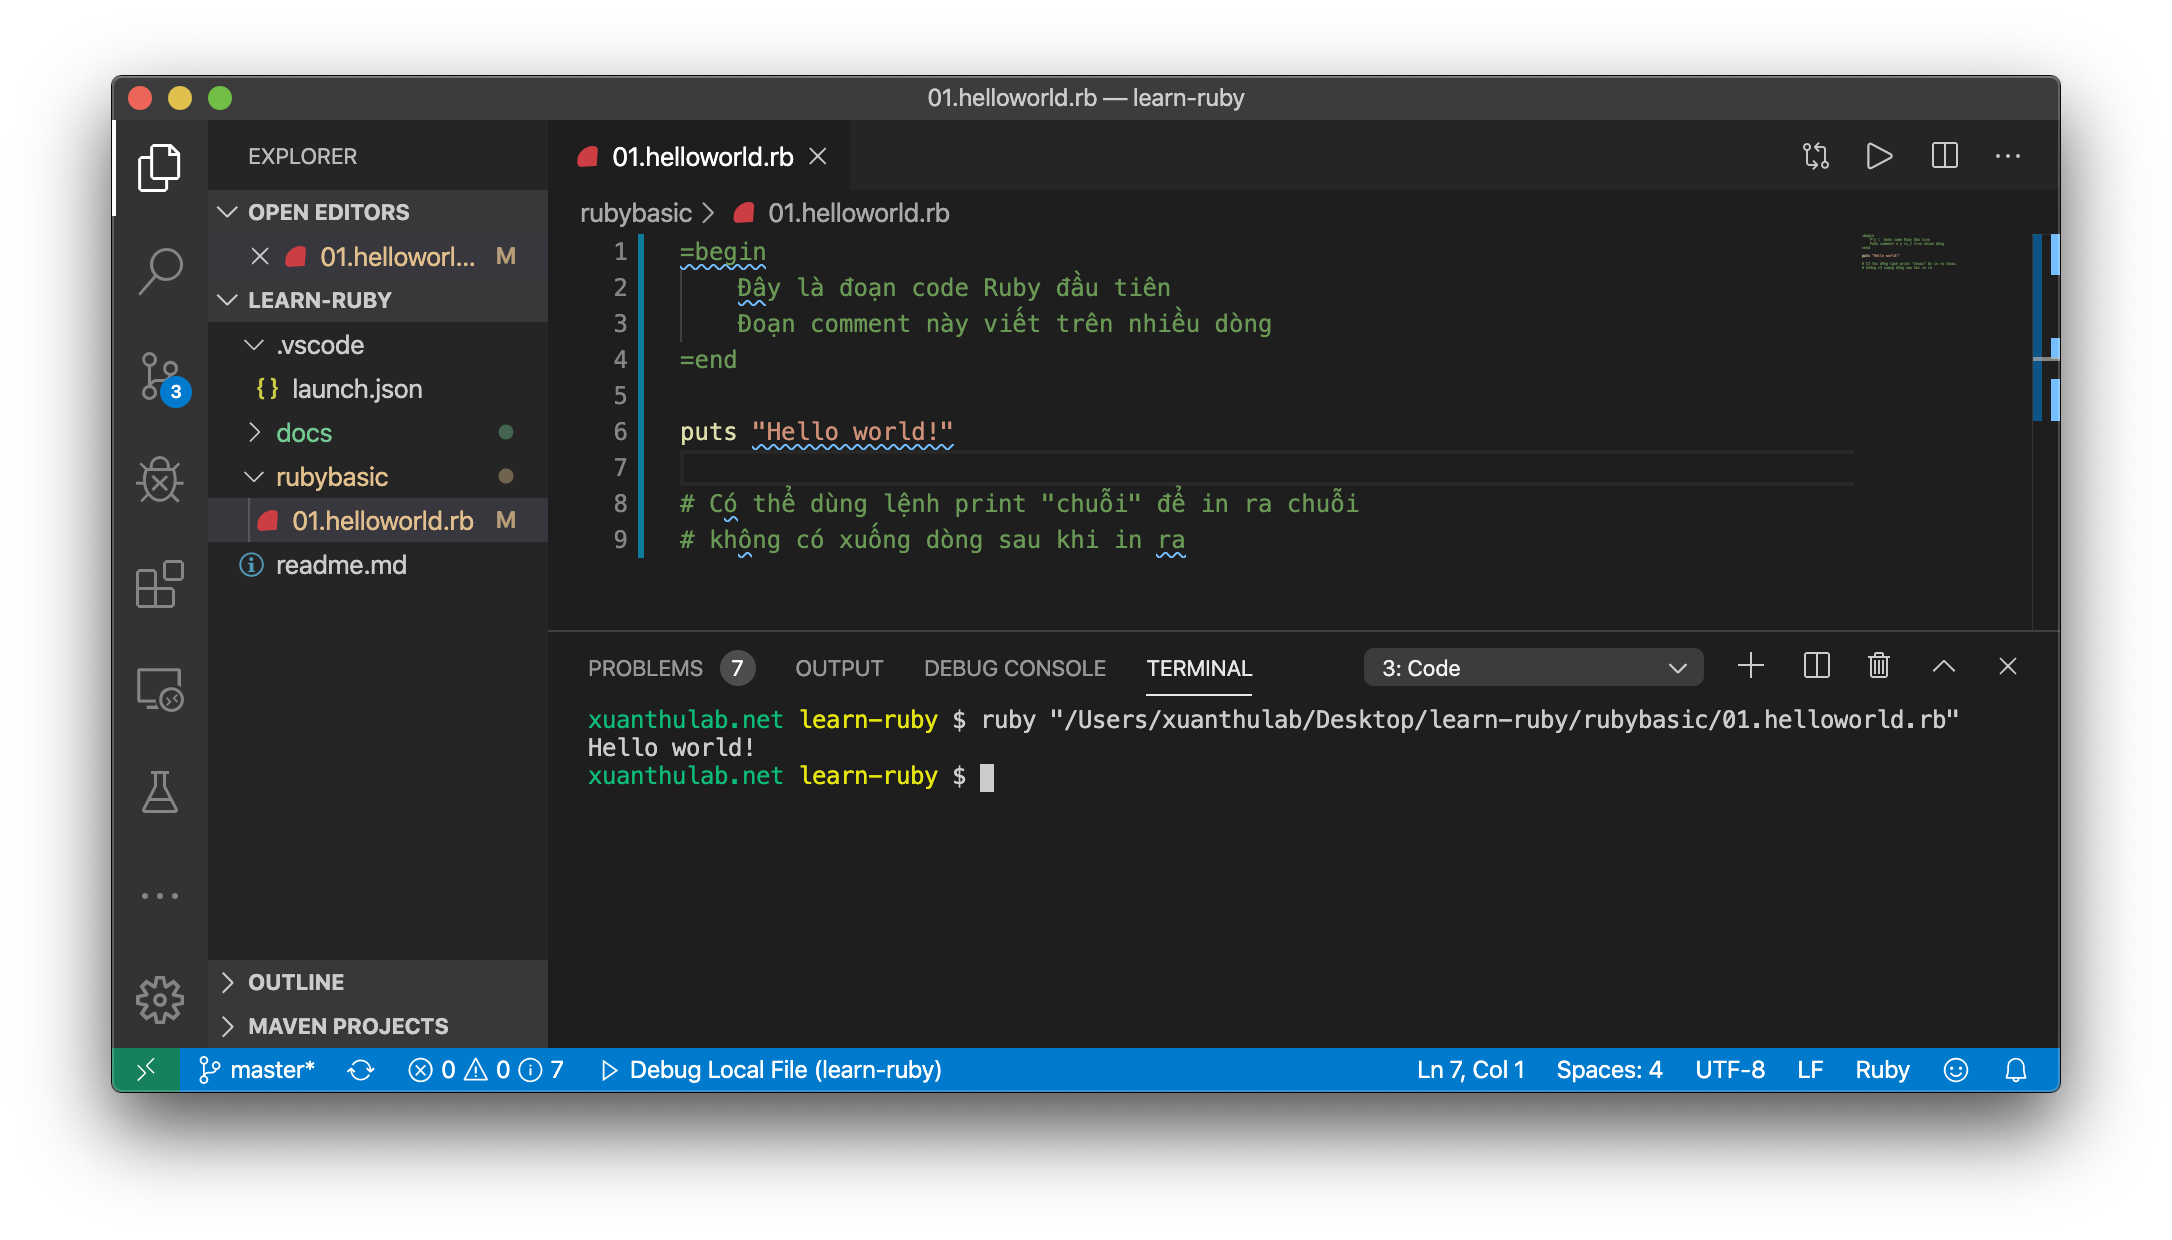 01.helloworld.rb — learn-ruby
EXPLORER
OPEN EDITORS
01.helloworl... M
LEARN-RUBY
.vscode
{} launch.json
docs
rubybasic
01.helloworld.rb M
readme.md
OUTLINE
MAVEN PROJECTS
3
01.helloworld.rb
rubybasic > 01.helloworld.rb
1 =begin
2 Đây là đoạn code Ruby đầu tiên
3 Đoạn comment này viết trên nhiều dòng
4 =end
5
6 puts "Hello world!"
7
8 # Có thể dùng lệnh print "chuỗi" để in ra chuỗi
9 # không có xuống dòng sau khi in ra
PROBLEMS 7 OUTPUT DEBUG CONSOLE TERMINAL 3: Code
xuanthulab.net learn-ruby $ ruby "/Users/xuanthulab/Desktop/learn-ruby/rubybasic/01.helloworld.rb"
Hello world!
xuanthulab.net learn-ruby $
master* 0 0 7 Debug Local File (learn-ruby) Ln 7, Col 1 Spaces: 4 UTF-8 LF Ruby